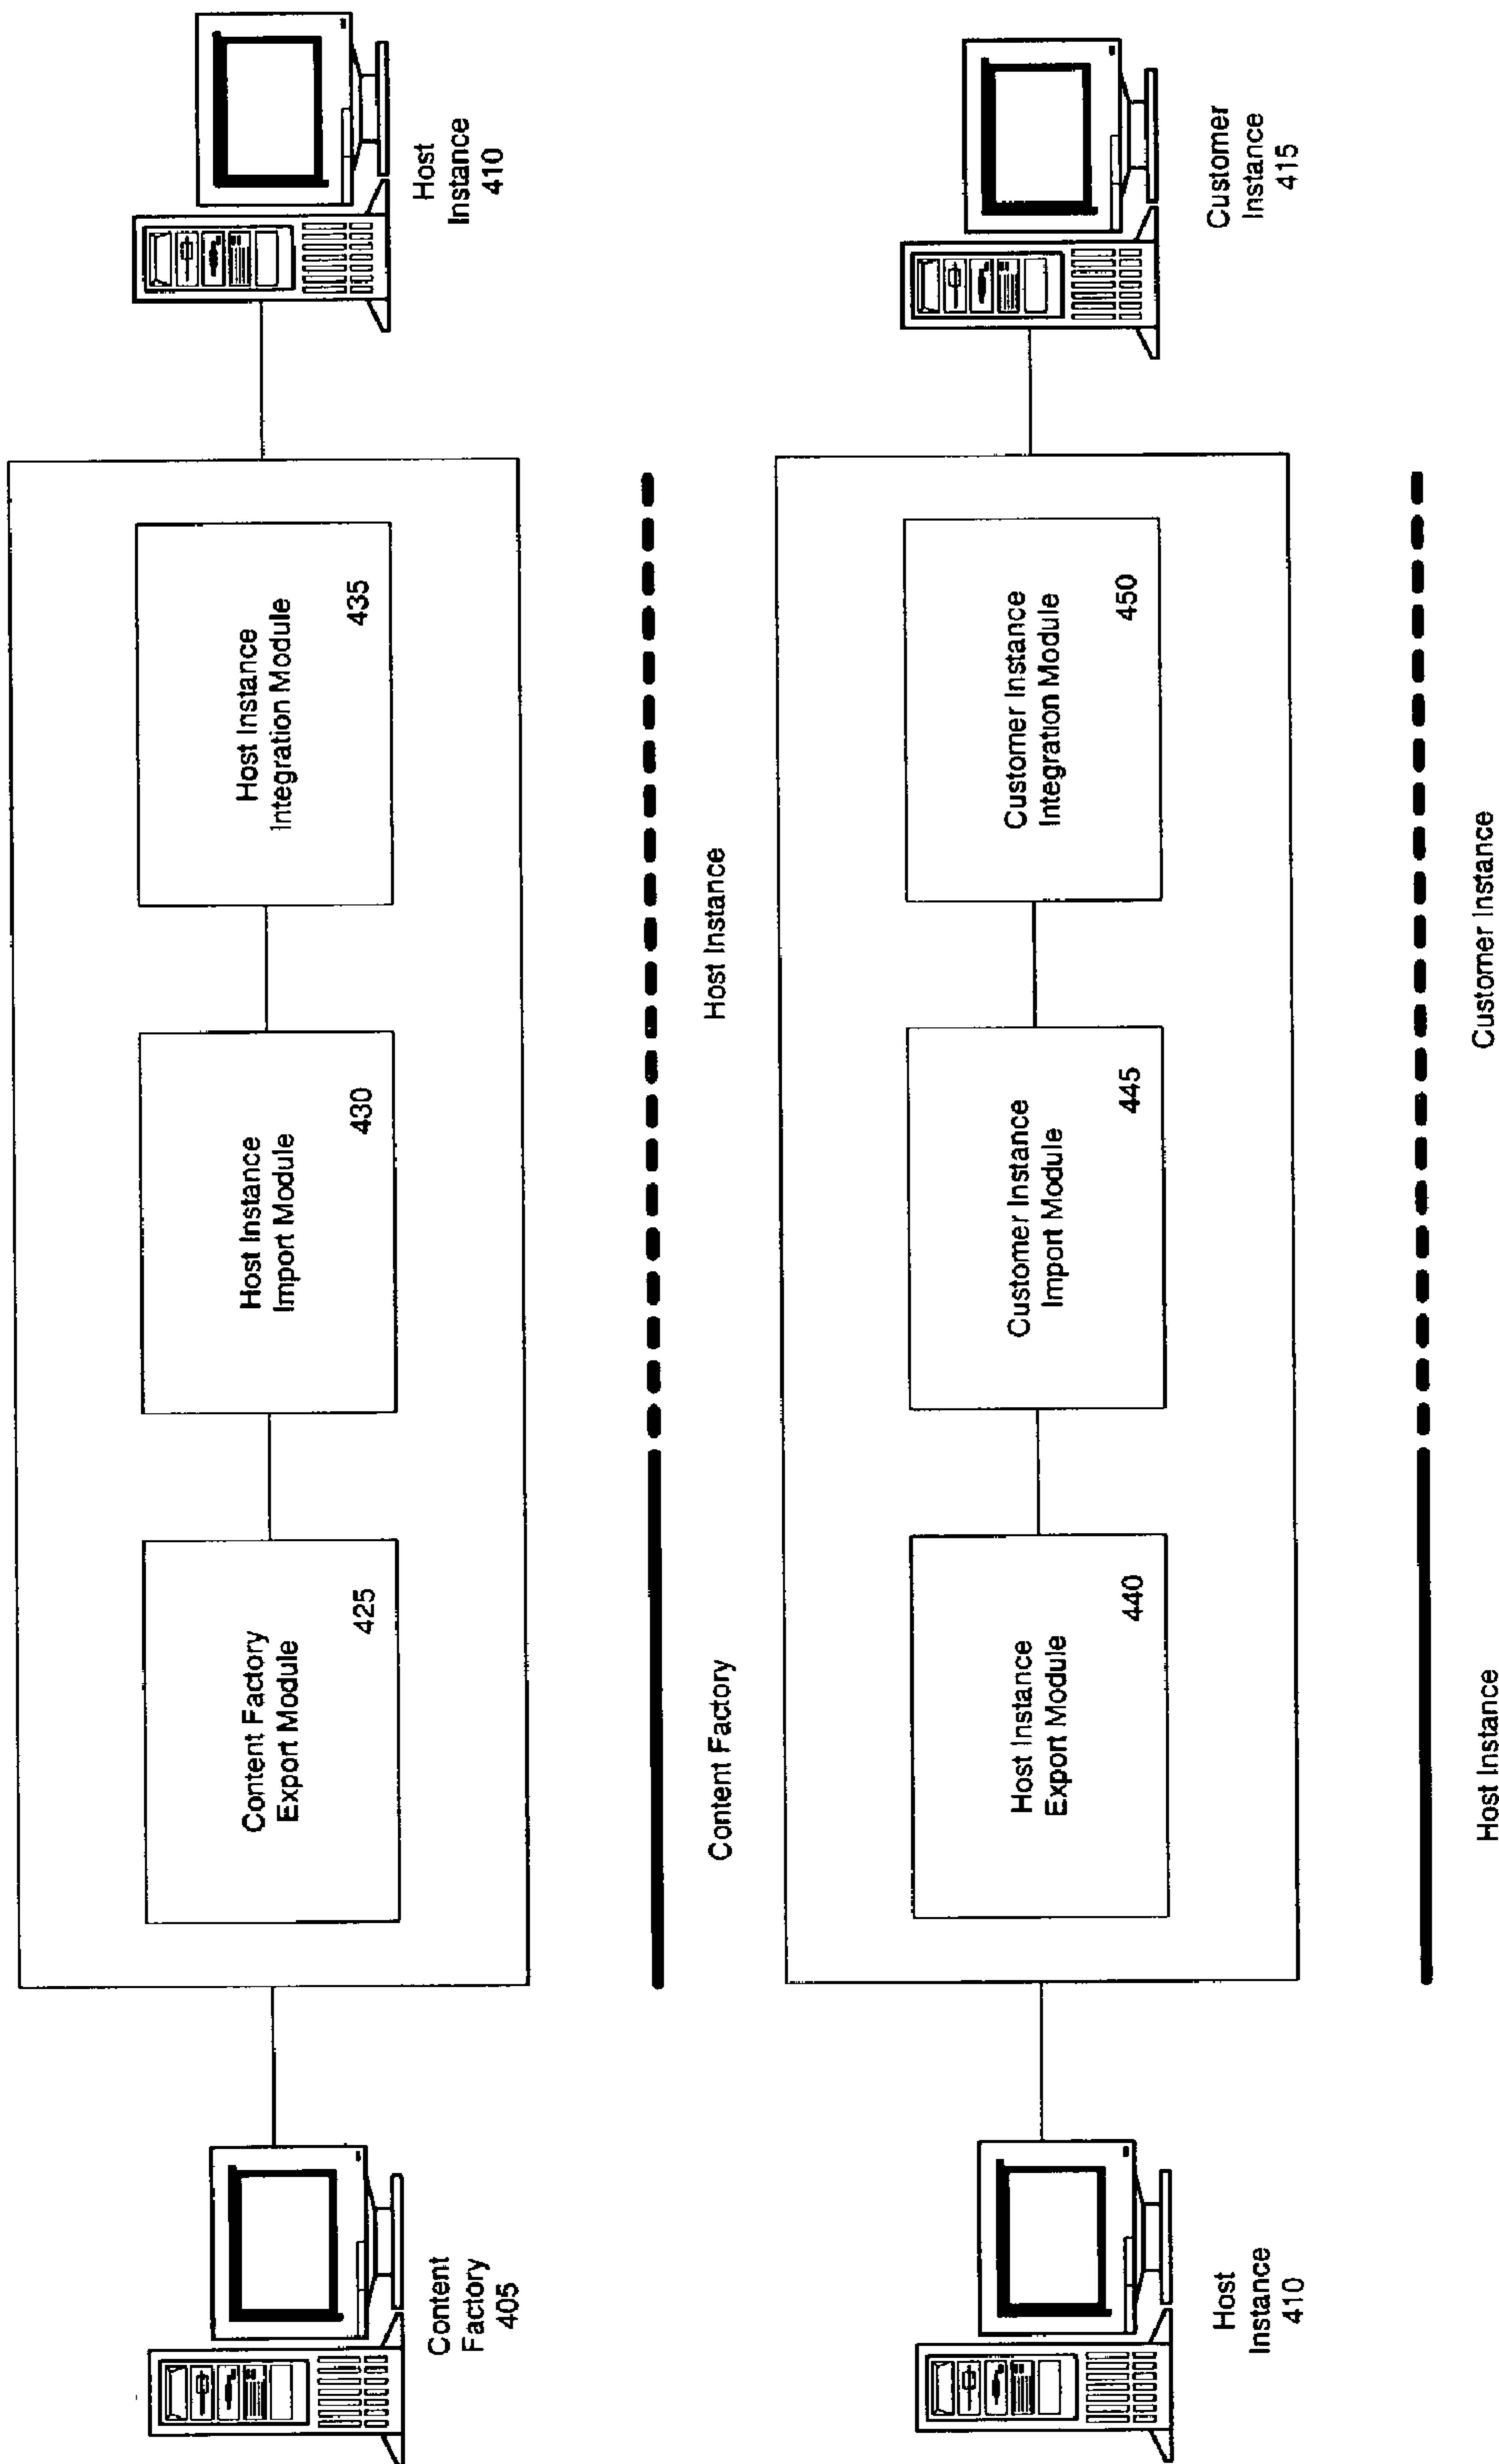 Content
Factory
405
Content Factory
Export Module
425
Host Instance
Import Module
430
Host Instance
Integration Module
435
Host
Instance
410
Content Factory
Host Instance
Host
Instance
410
Host Instance
Export Module
440
Customer Instance
Import Module
445
Customer Instance
Integration Module
450
Customer
Instance
415
Host Instance
Customer Instance